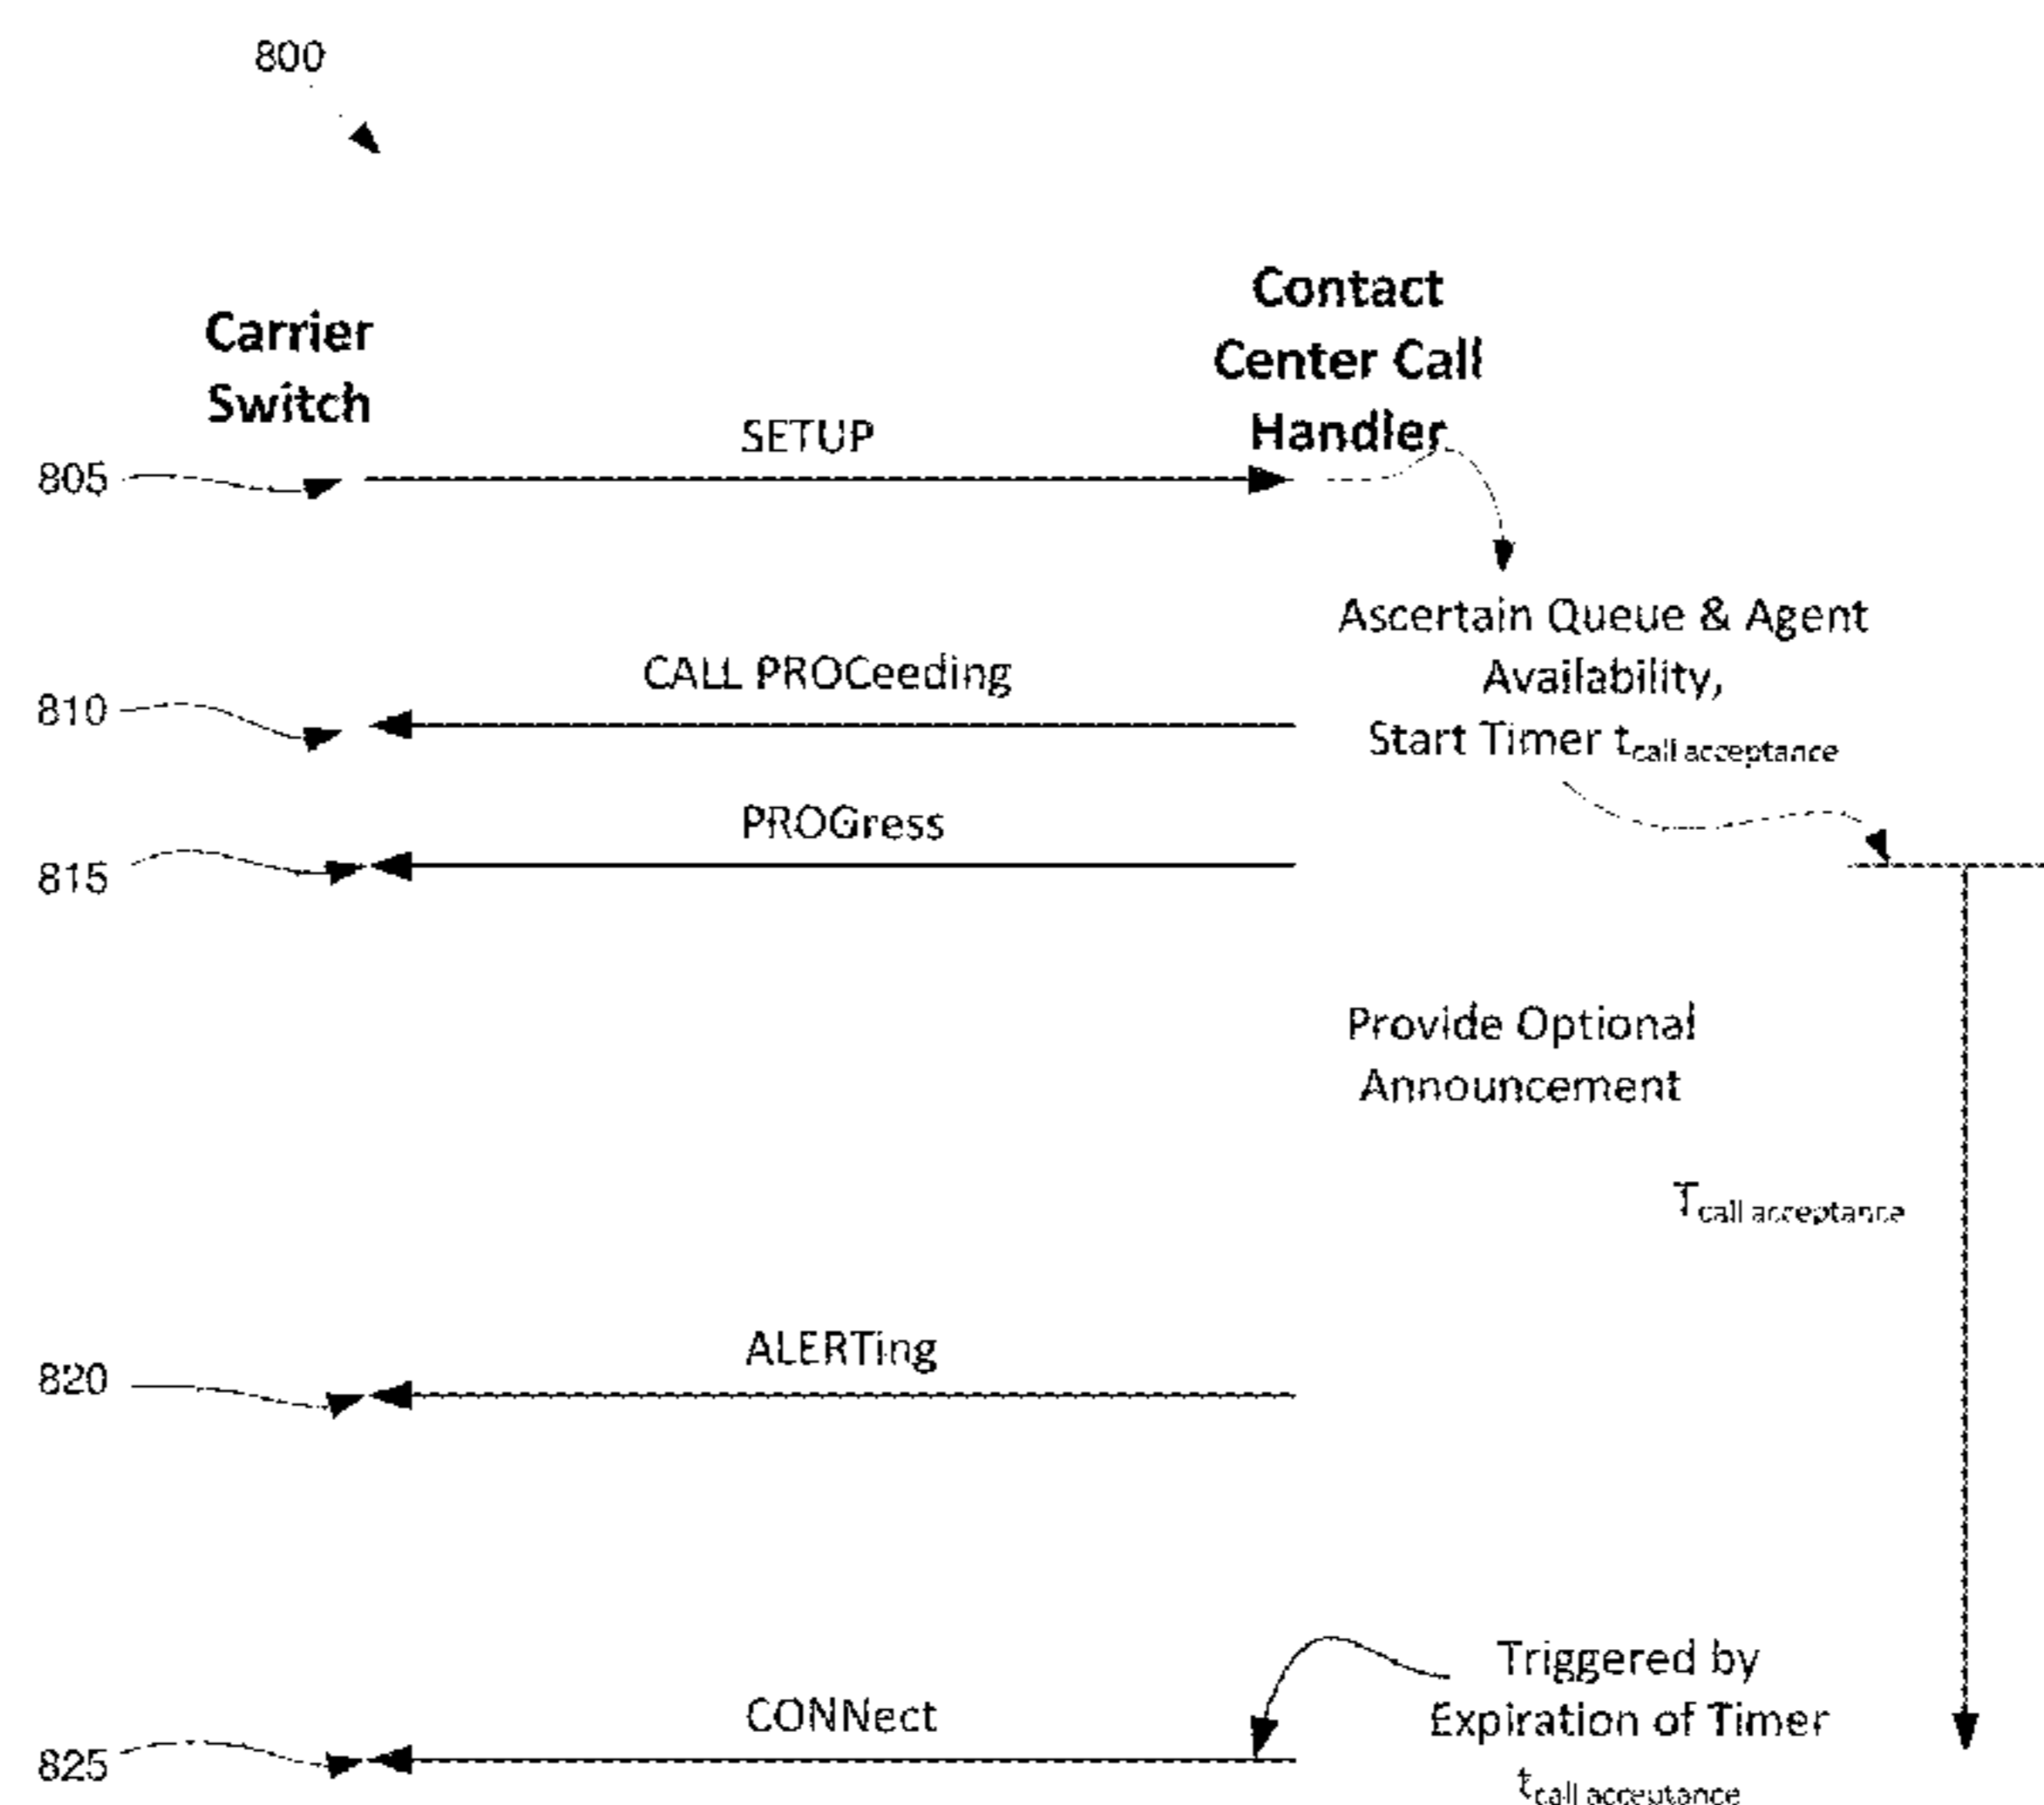 800
Carrier
Switch
Contact
Center Call
Handler
SETUP
805
Ascertain Queue & Agent
Availability,
Start Timer tcall acceptance
CALL PROCeeding
810
PROGress
815
Provide Optional
Announcement
Tcall acceptance
ALERTing
820
Triggered by
Expiration of Timer
tcall acceptance
CONNect
825